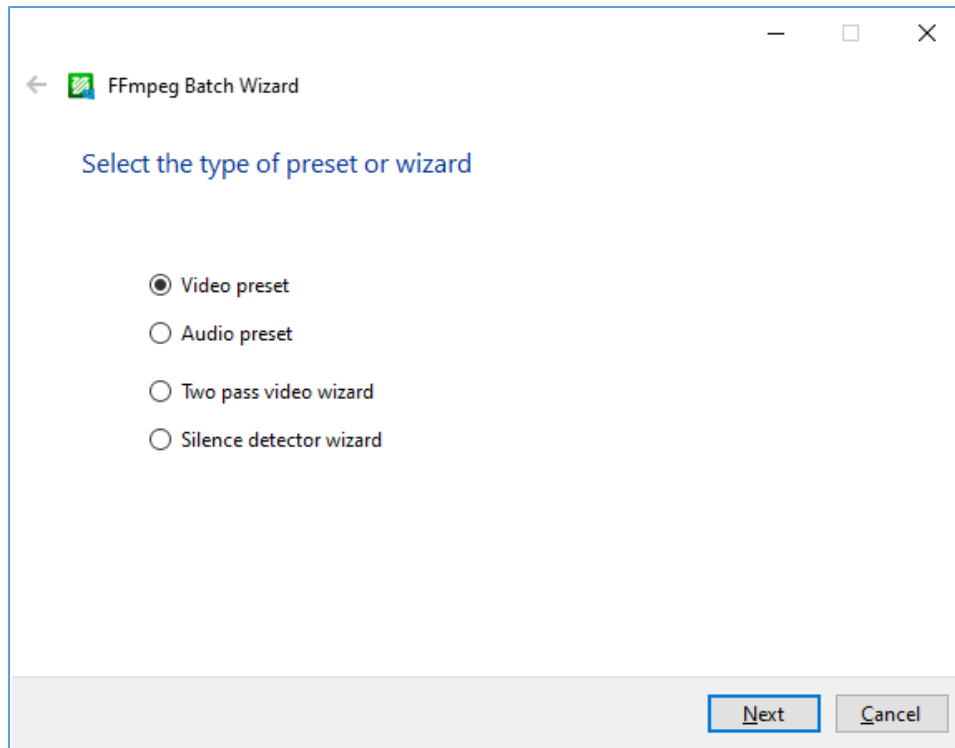 FFmpeg Batch Wizard
Select the type of preset or wizard
Video preset
Audio preset
Two pass video wizard
Silence detector wizard
Next Cancel